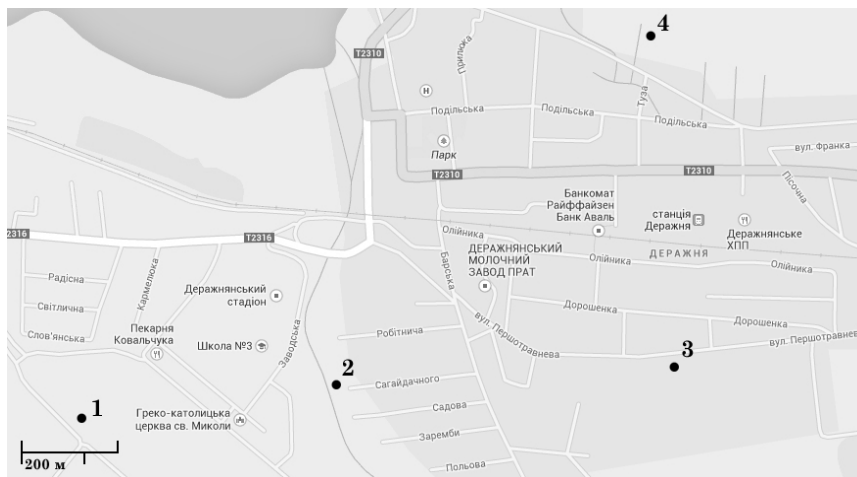 4
T2310
Прилюка
H
Туза
Подільська
Подільська
Подільська
вул. Франка
Парк
T2310
T2310
Пісочна
Банкомат
Райффайзен
Банк Аваль
станція
Деражня
Деражнянське
ХПП
2316
T2316
Олійника
ДЕРАЖНЯ
ДЕРАЖНЯНСЬКИЙ
МОЛОЧНИЙ
ЗАВОД ПРАТ
Барська
Олійника
Олійника
Радісна
Кармелюка
Деражнянський
стадіон
Світлична
Дорошенка
Дорошенка
Слов'янська
Пекарня
Ковальчука
Школа №3
Заводська
Робітнича
вул. Першотравнева
вул. Першотравнева
3
2
Сагайдачного
1
Греко-католицька
церква св. Миколи
Садова
Заремби
Польова
200 м